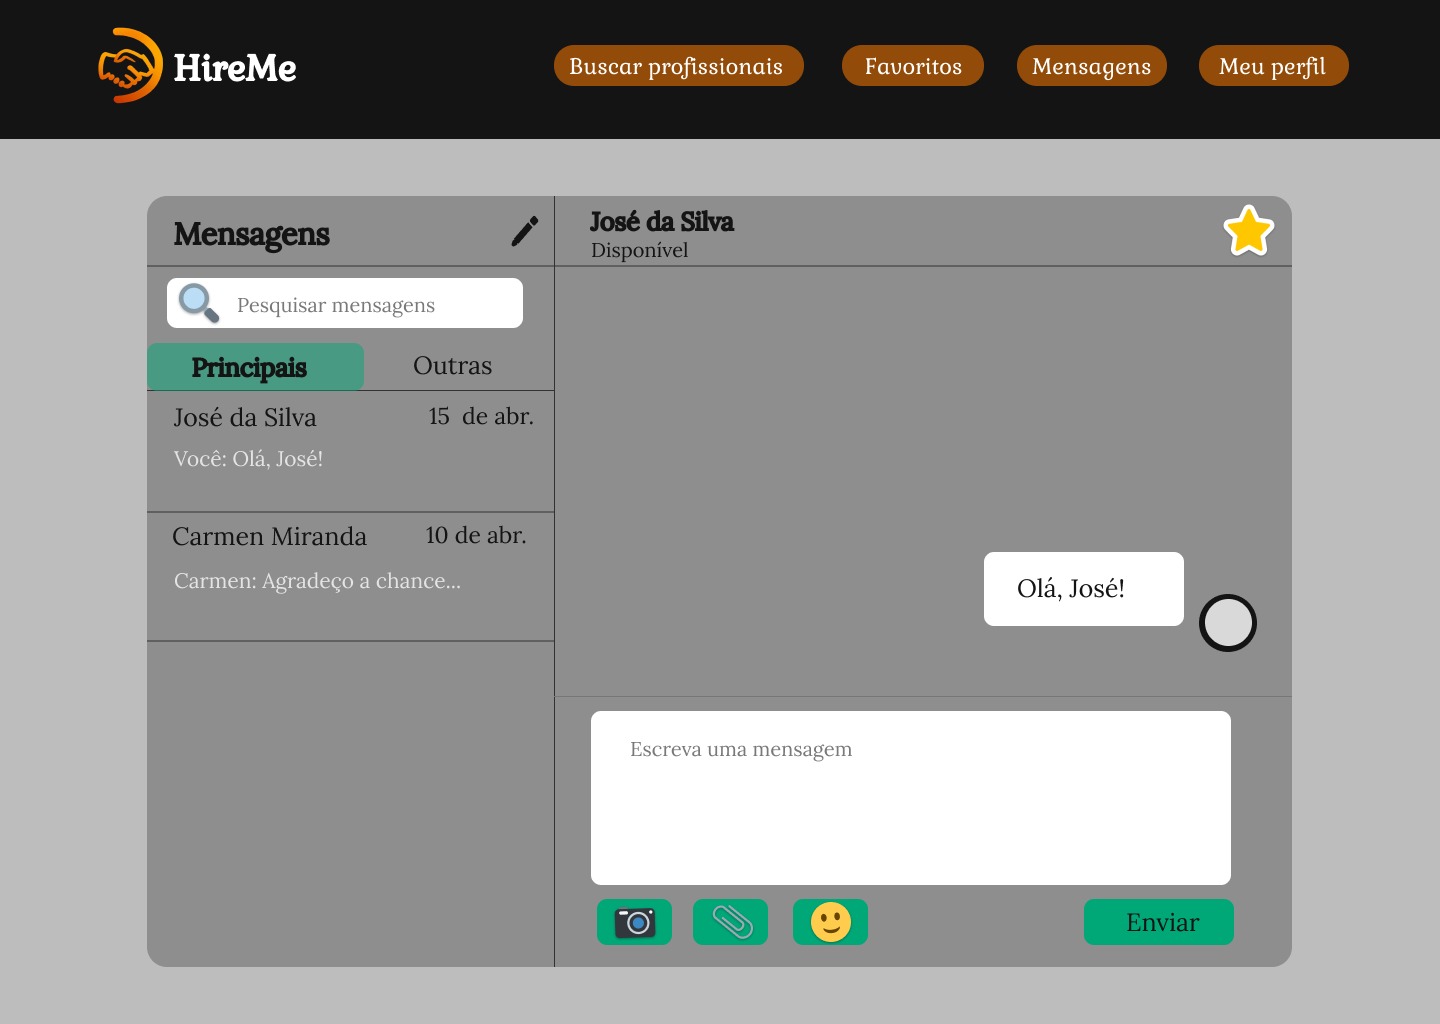 HireMe
Buscar profissionais
Favoritos
Mensagens
Meu perfil
Mensagens
Pesquisar mensagens
Principais
Outras
José da Silva
15 de abr.
Você: Olá, José!
Carmen Miranda
10 de abr.
Carmen: Agradeço a chance...
José da Silva
Disponível
Olá, José!
Escreva uma mensagem
Enviar